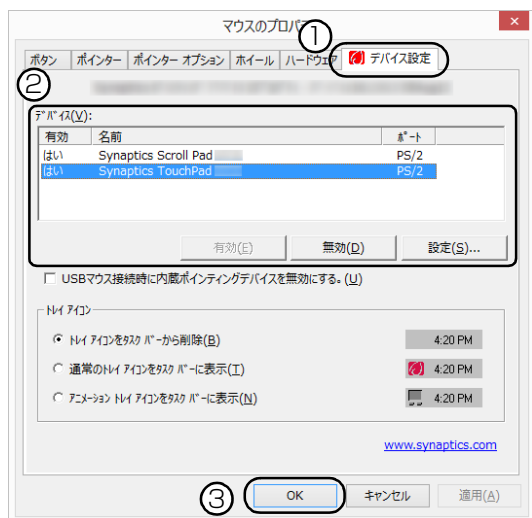 マウスのプロパティ
①
ボタン ポインター ポインター オプション ホイール ハードウェア デバイス設定
②
デバイス(V):
有効 名前 ポート
はい Synaptics Scroll Pad PS/2
はい Synaptics TouchPad PS/2
有効(E) 無効(D) 設定(S)...
USBマウス接続時に内蔵ポインティングデバイスを無効にする。(U)
トレイ アイコン
トレイ アイコンをタスク バーから削除(B) 4:20 PM
通常のトレイ アイコンをタスク バーに表示(T) 4:20 PM
アニメーション トレイ アイコンをタスク バーに表示(N) 4:20 PM
www.synaptics.com
③ OK キャンセル 適用(A)